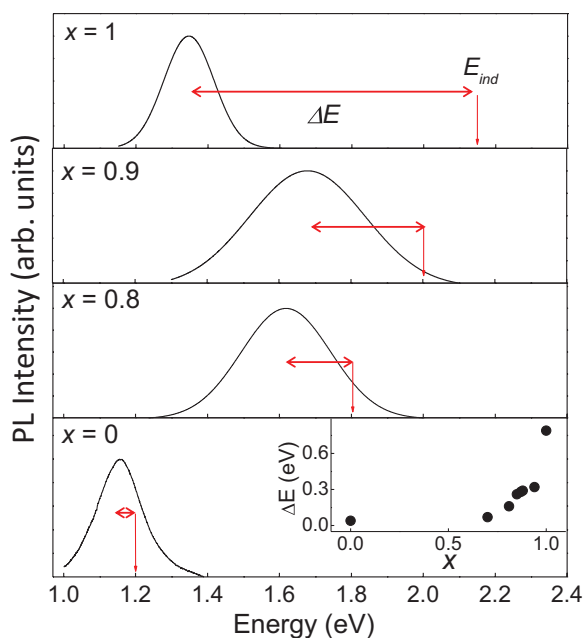 x = 1
E_ind
ΔE
x = 0.9
x = 0.8
x = 0
PL Intensity (arb. units)
ΔE (eV)
0.6
0.3
0.0
0.0 0.5 1.0
x
1.0 1.2 1.4 1.6 1.8 2.0 2.2 2.4
Energy (eV)